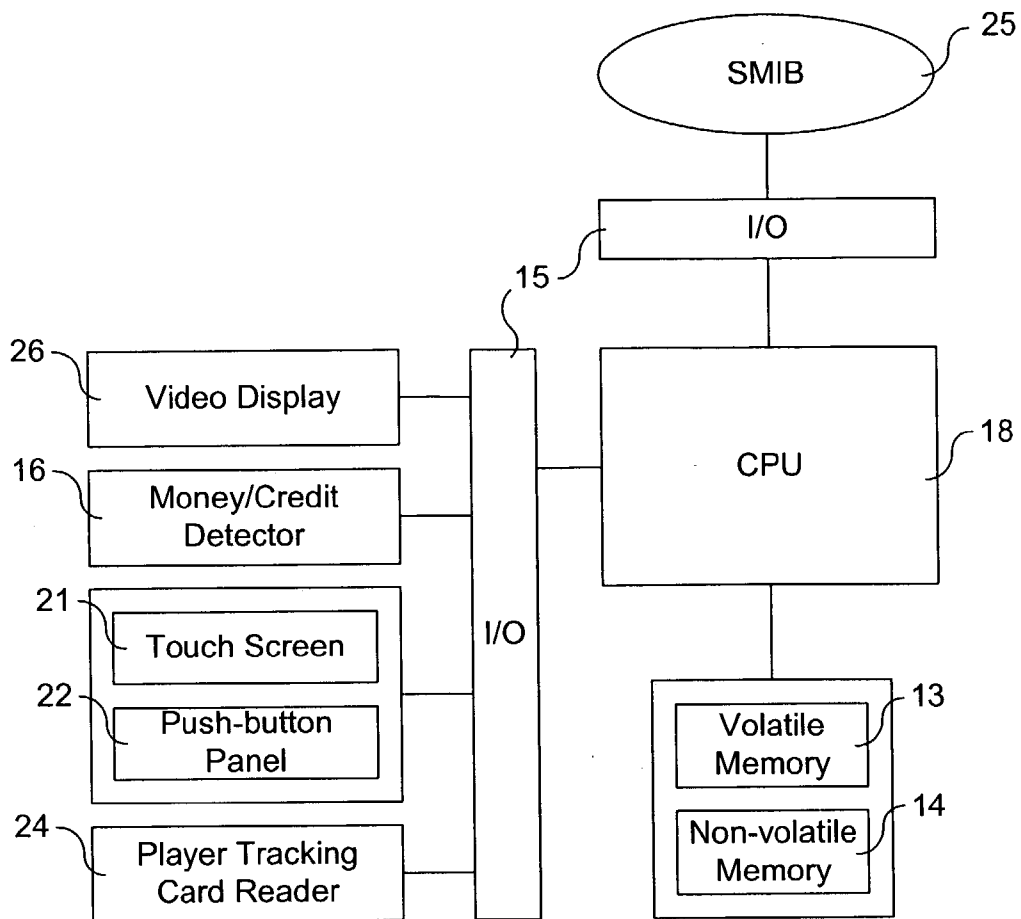 25
SMIB
I/O
15
15
26
Video Display
18
CPU
16
Money/Credit
Detector
21
Touch Screen
I/O
22
Push-button
Panel
13
Volatile
Memory
14
Non-volatile
Memory
24
Player Tracking
Card Reader